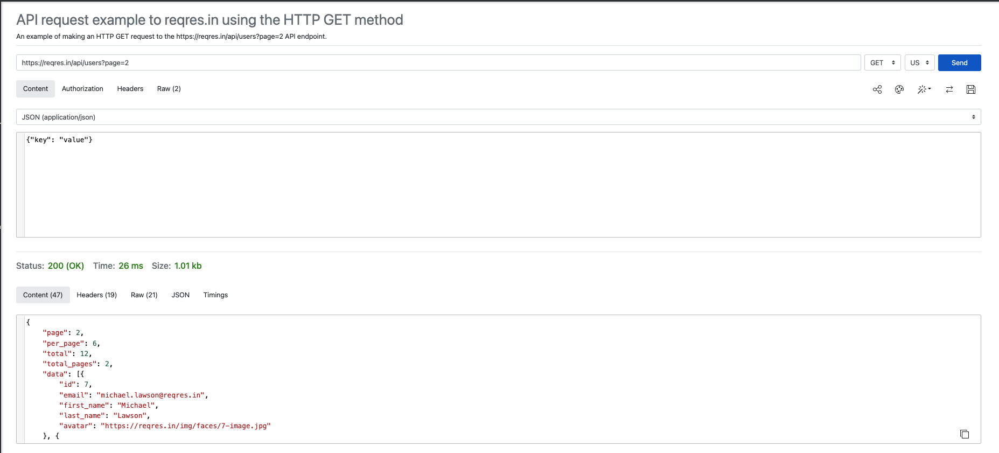 API request example to reqres.in using the HTTP GET method
An example of making an HTTP GET request to the https://reqres.in/api/users?page=2 API endpoint.
https://reqres.in/api/users?page=2 GET US Send
Content Authorization Headers Raw (2)
JSON (application/json)
{"key": "value"}
Status: 200 (OK) Time: 26 ms Size: 1.01 kb
Content (47) Headers (19) Raw (21) JSON Timings
{
    "page": 2,
    "per_page": 6,
    "total": 12,
    "total_pages": 2,
    "data": [{
        "id": 7,
        "email": "michael.lawson@reqres.in",
        "first_name": "Michael",
        "last_name": "Lawson",
        "avatar": "https://reqres.in/img/faces/7-image.jpg"
    }, {